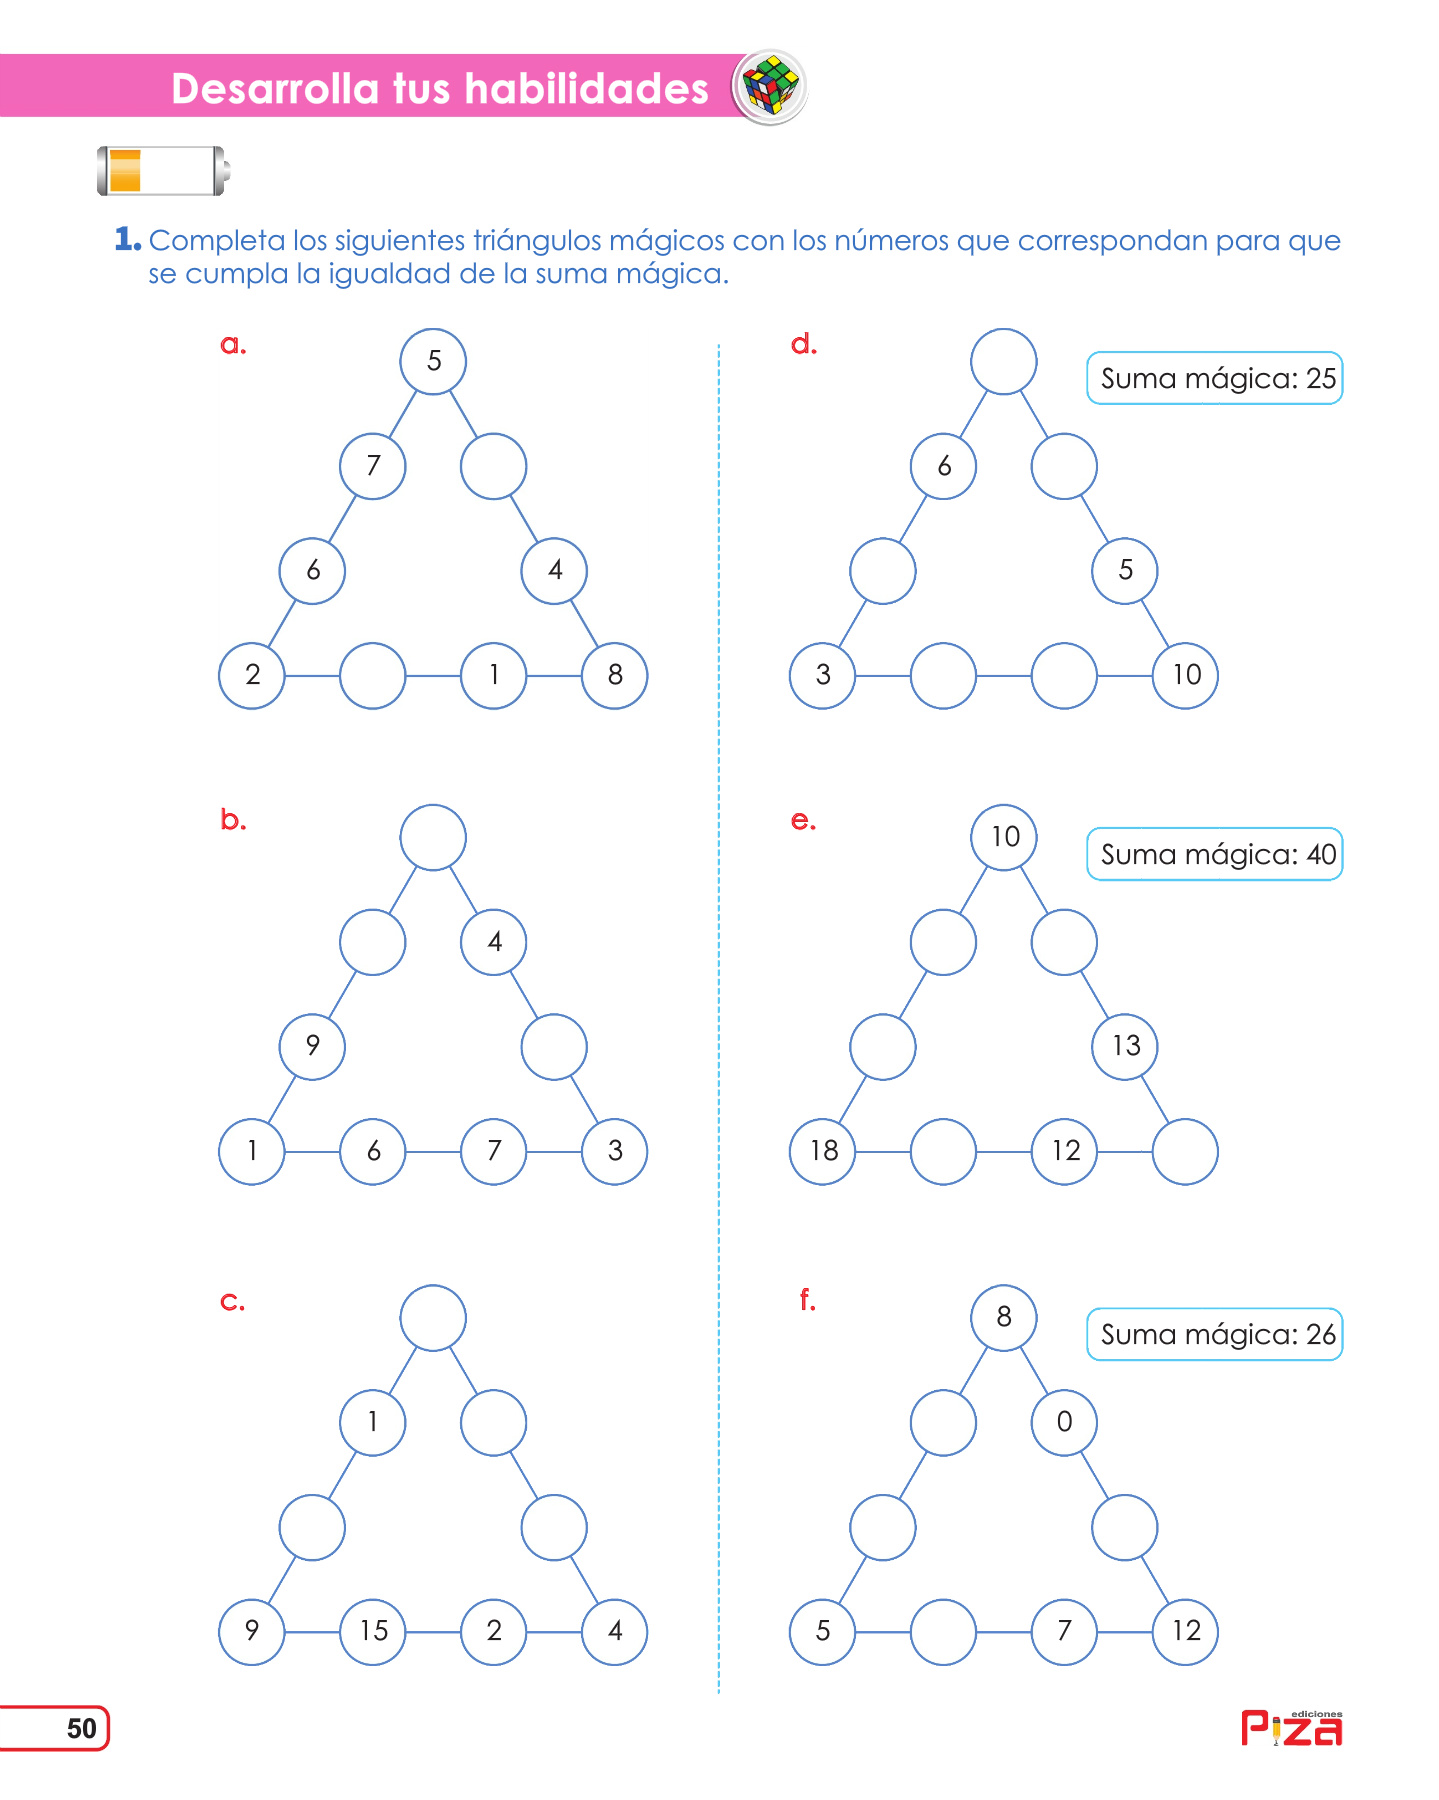 Desarrolla tus habilidades
1. Completa los siguientes triángulos mágicos con los números que correspondan para que
se cumpla la igualdad de la suma mágica.
a.
5
7
6 4
2 1 8
b.
4
9
1 6 7 3
c.
1
9 15 2 4
d.
Suma mágica: 25
6
5
3 10
e.
10
Suma mágica: 40
13
18 12
f.
8
Suma mágica: 26
0
5 7 12
50
ediciones
Piza